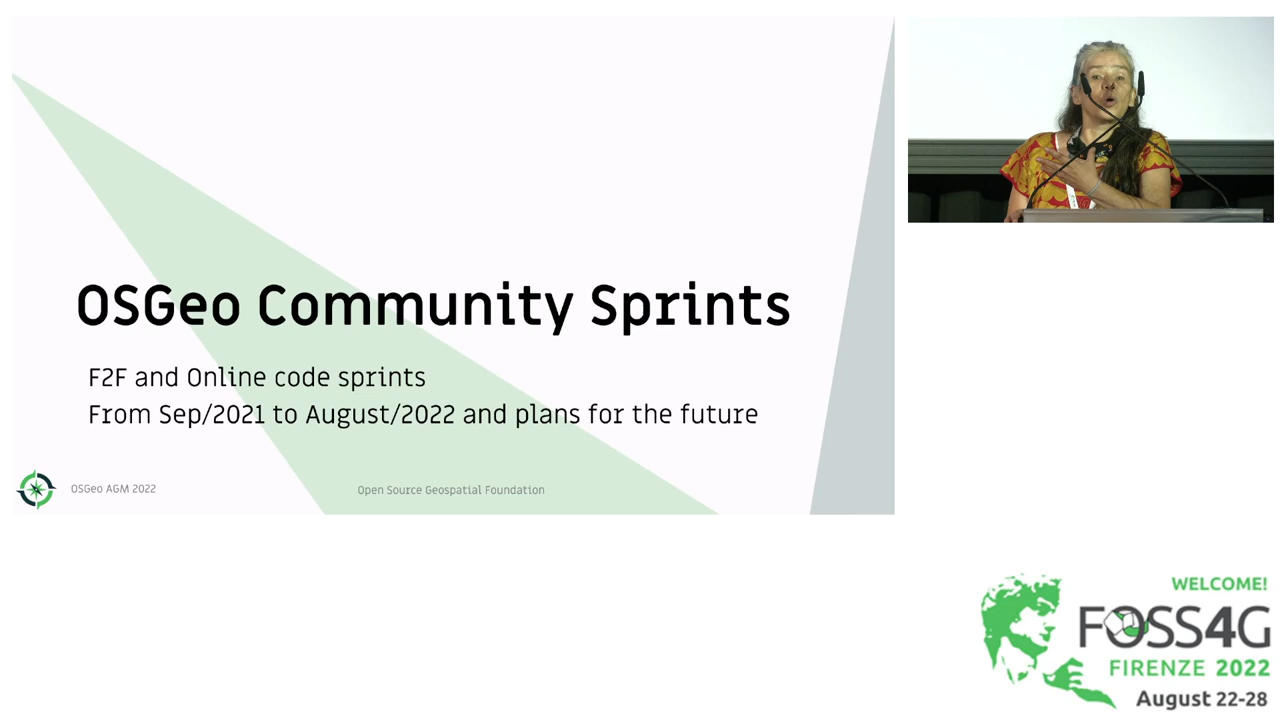 OSGeo Community Sprints
F2F and Online code sprints
From Sep/2021 to August/2022 and plans for the future
OSGeo AGM 2022
Open Source Geospatial Foundation
WELCOME!
FOSS4G
FIRENZE 2022
August 22-28